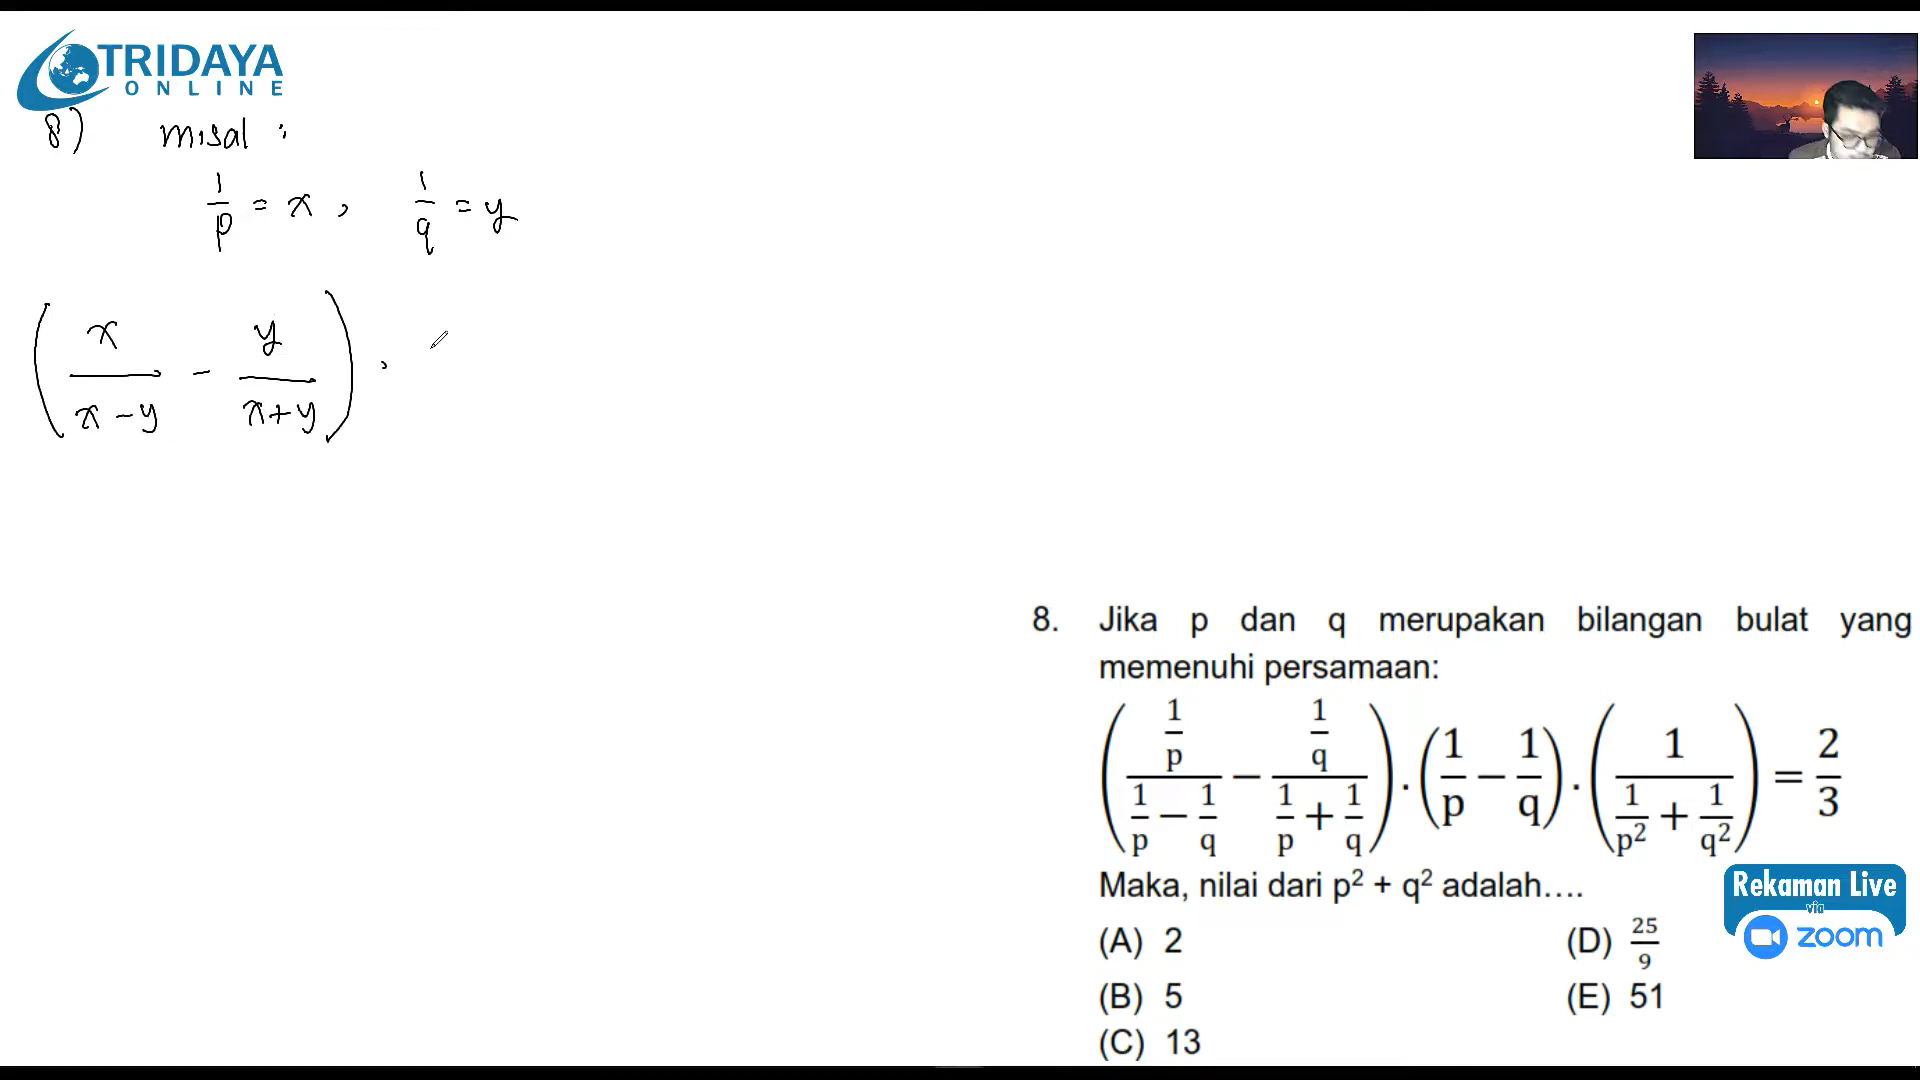 TRIDAYA
ONLINE
8) misal :
1/p = x , 1/q = y
( x/(x-y) - y/(x+y) ) .
8. Jika p dan q merupakan bilangan bulat yang
memenuhi persamaan:
( (1/p)/(1/p − 1/q) − (1/q)/(1/p + 1/q) ) . (1/p − 1/q) . ( 1/(1/p² + 1/q²) ) = 2/3
Maka, nilai dari p² + q² adalah....
(A) 2
(B) 5
(C) 13
(D) 25/9
(E) 51
Rekaman Live
via
zoom